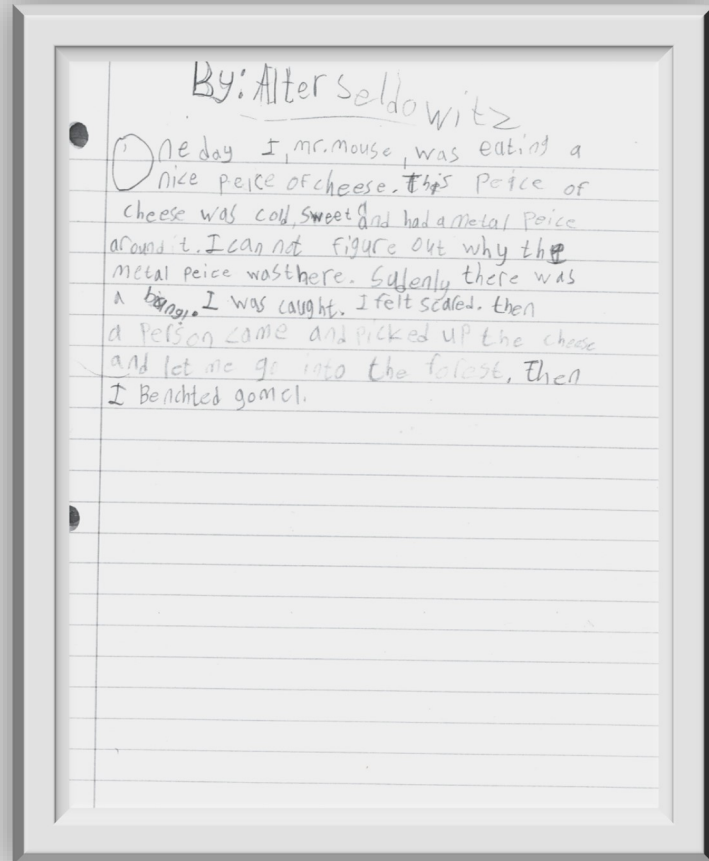 By: Alter Seldowitz
One day I, mr. mouse, was eating a
nice peice of cheese. This peice of
cheese was cold, sweet and had a metal peice
around it. I can not figure out why the
metal peice was there. Sudenly there was
a bang!. I was caught. I felt scared. then
a person came and picked up the cheese
and let me go into the forest, then
I Benchted gomel.